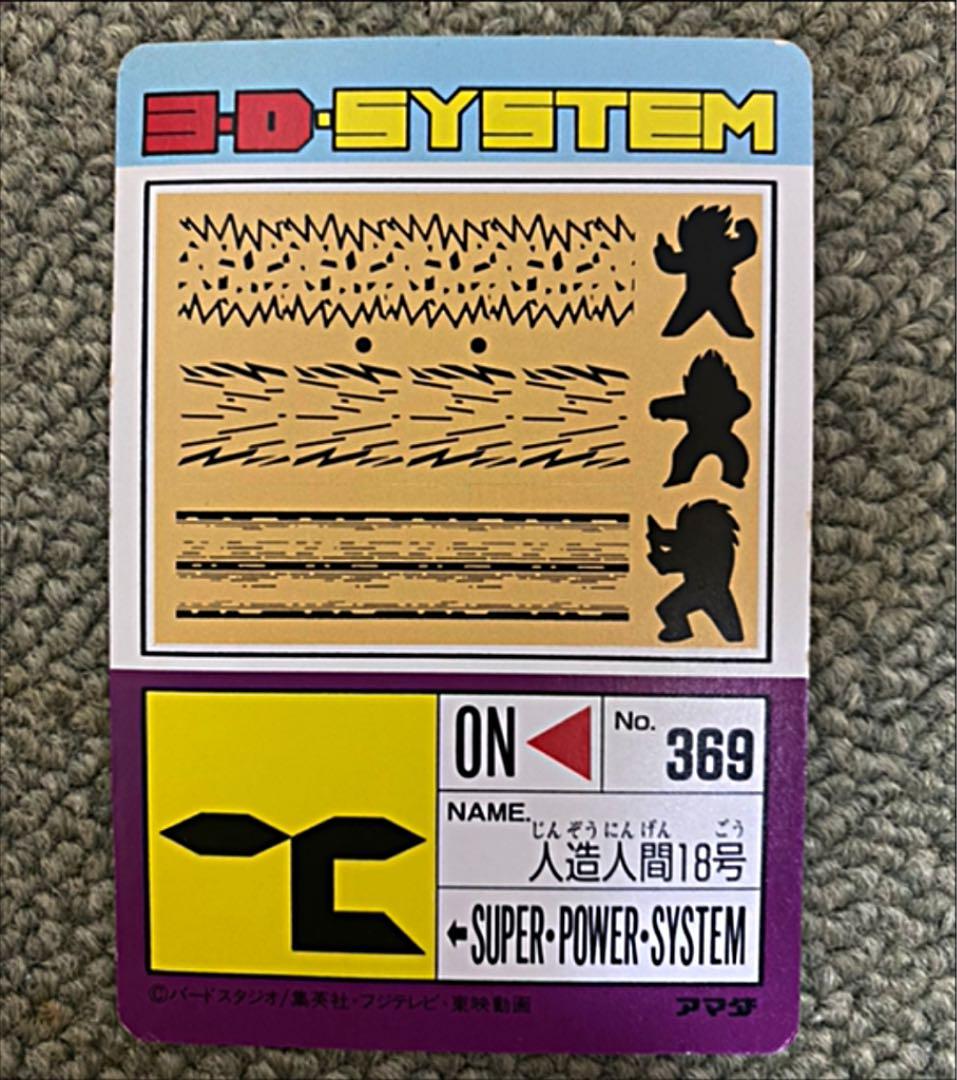 3・D・SYSTEM
ON
No.
369
NAME.
じんぞうにんげん ごう
人造人間18号
←SUPER・POWER・SYSTEM
©バードスタジオ/集英社・フジテレビ・東映動画
アマダ